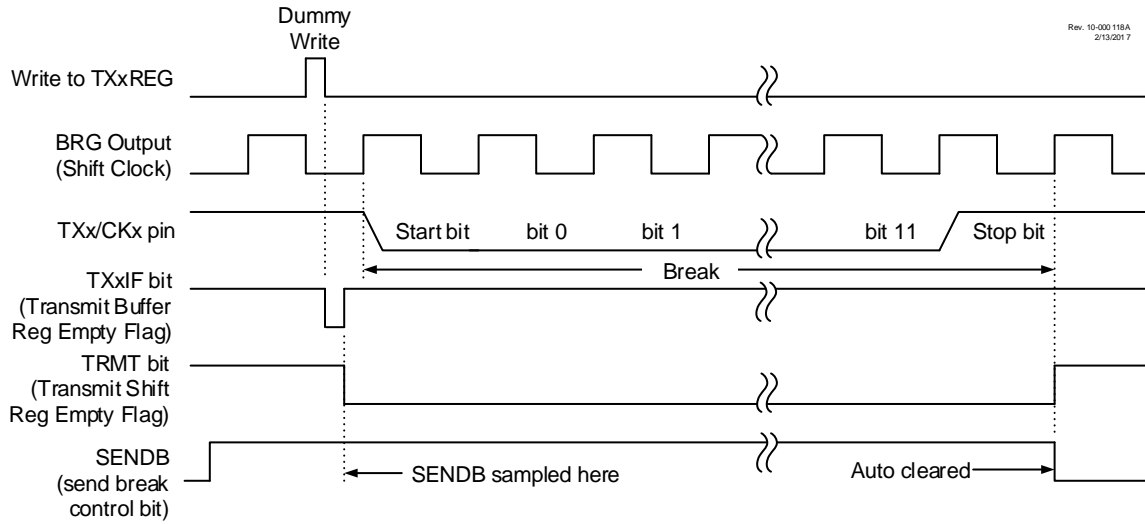 Dummy
Write
Rev. 10-000 118A
2/13/2017
Write to TXxREG
BRG Output
(Shift Clock)
TXx/CKx pin
Start bit
bit 0
bit 1
bit 11
Stop bit
Break
TXxIF bit
(Transmit Buffer
Reg Empty Flag)
TRMT bit
(Transmit Shift
Reg Empty Flag)
SENDB
(send break
control bit)
SENDB sampled here
Auto cleared